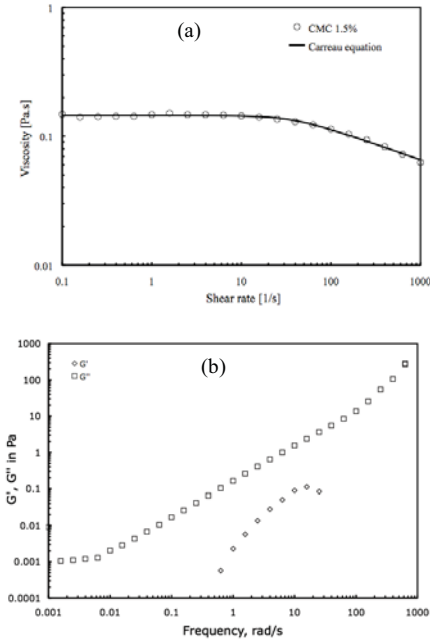 (a)
CMC 1.5%
Carreau equation
1
0.1
0.01
Viscosity [Pa.s]
0.1 1 10 100 1000
Shear rate [1/s]
(b)
G'
G''
1000
100
10
1
0.1
0.01
0.001
0.0001
G', G'' in Pa
0.001 0.01 0.1 1 10 100 1000
Frequency, rad/s